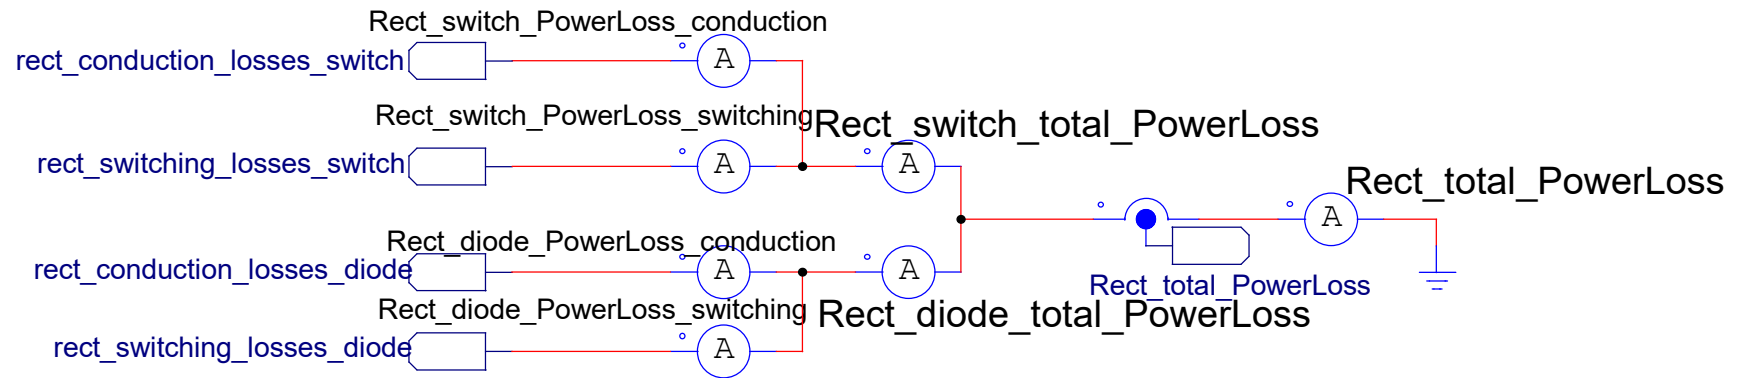 Rect_switch_PowerLoss_conduction
rect_conduction_losses_switch
A
Rect_switch_PowerLoss_switching
Rect_switch_total_PowerLoss
rect_switching_losses_switch
A
A
Rect_total_PowerLoss
A
Rect_diode_PowerLoss_conduction
rect_conduction_losses_diode
A
A
Rect_total_PowerLoss
Rect_diode_PowerLoss_switching
Rect_diode_total_PowerLoss
rect_switching_losses_diode
A